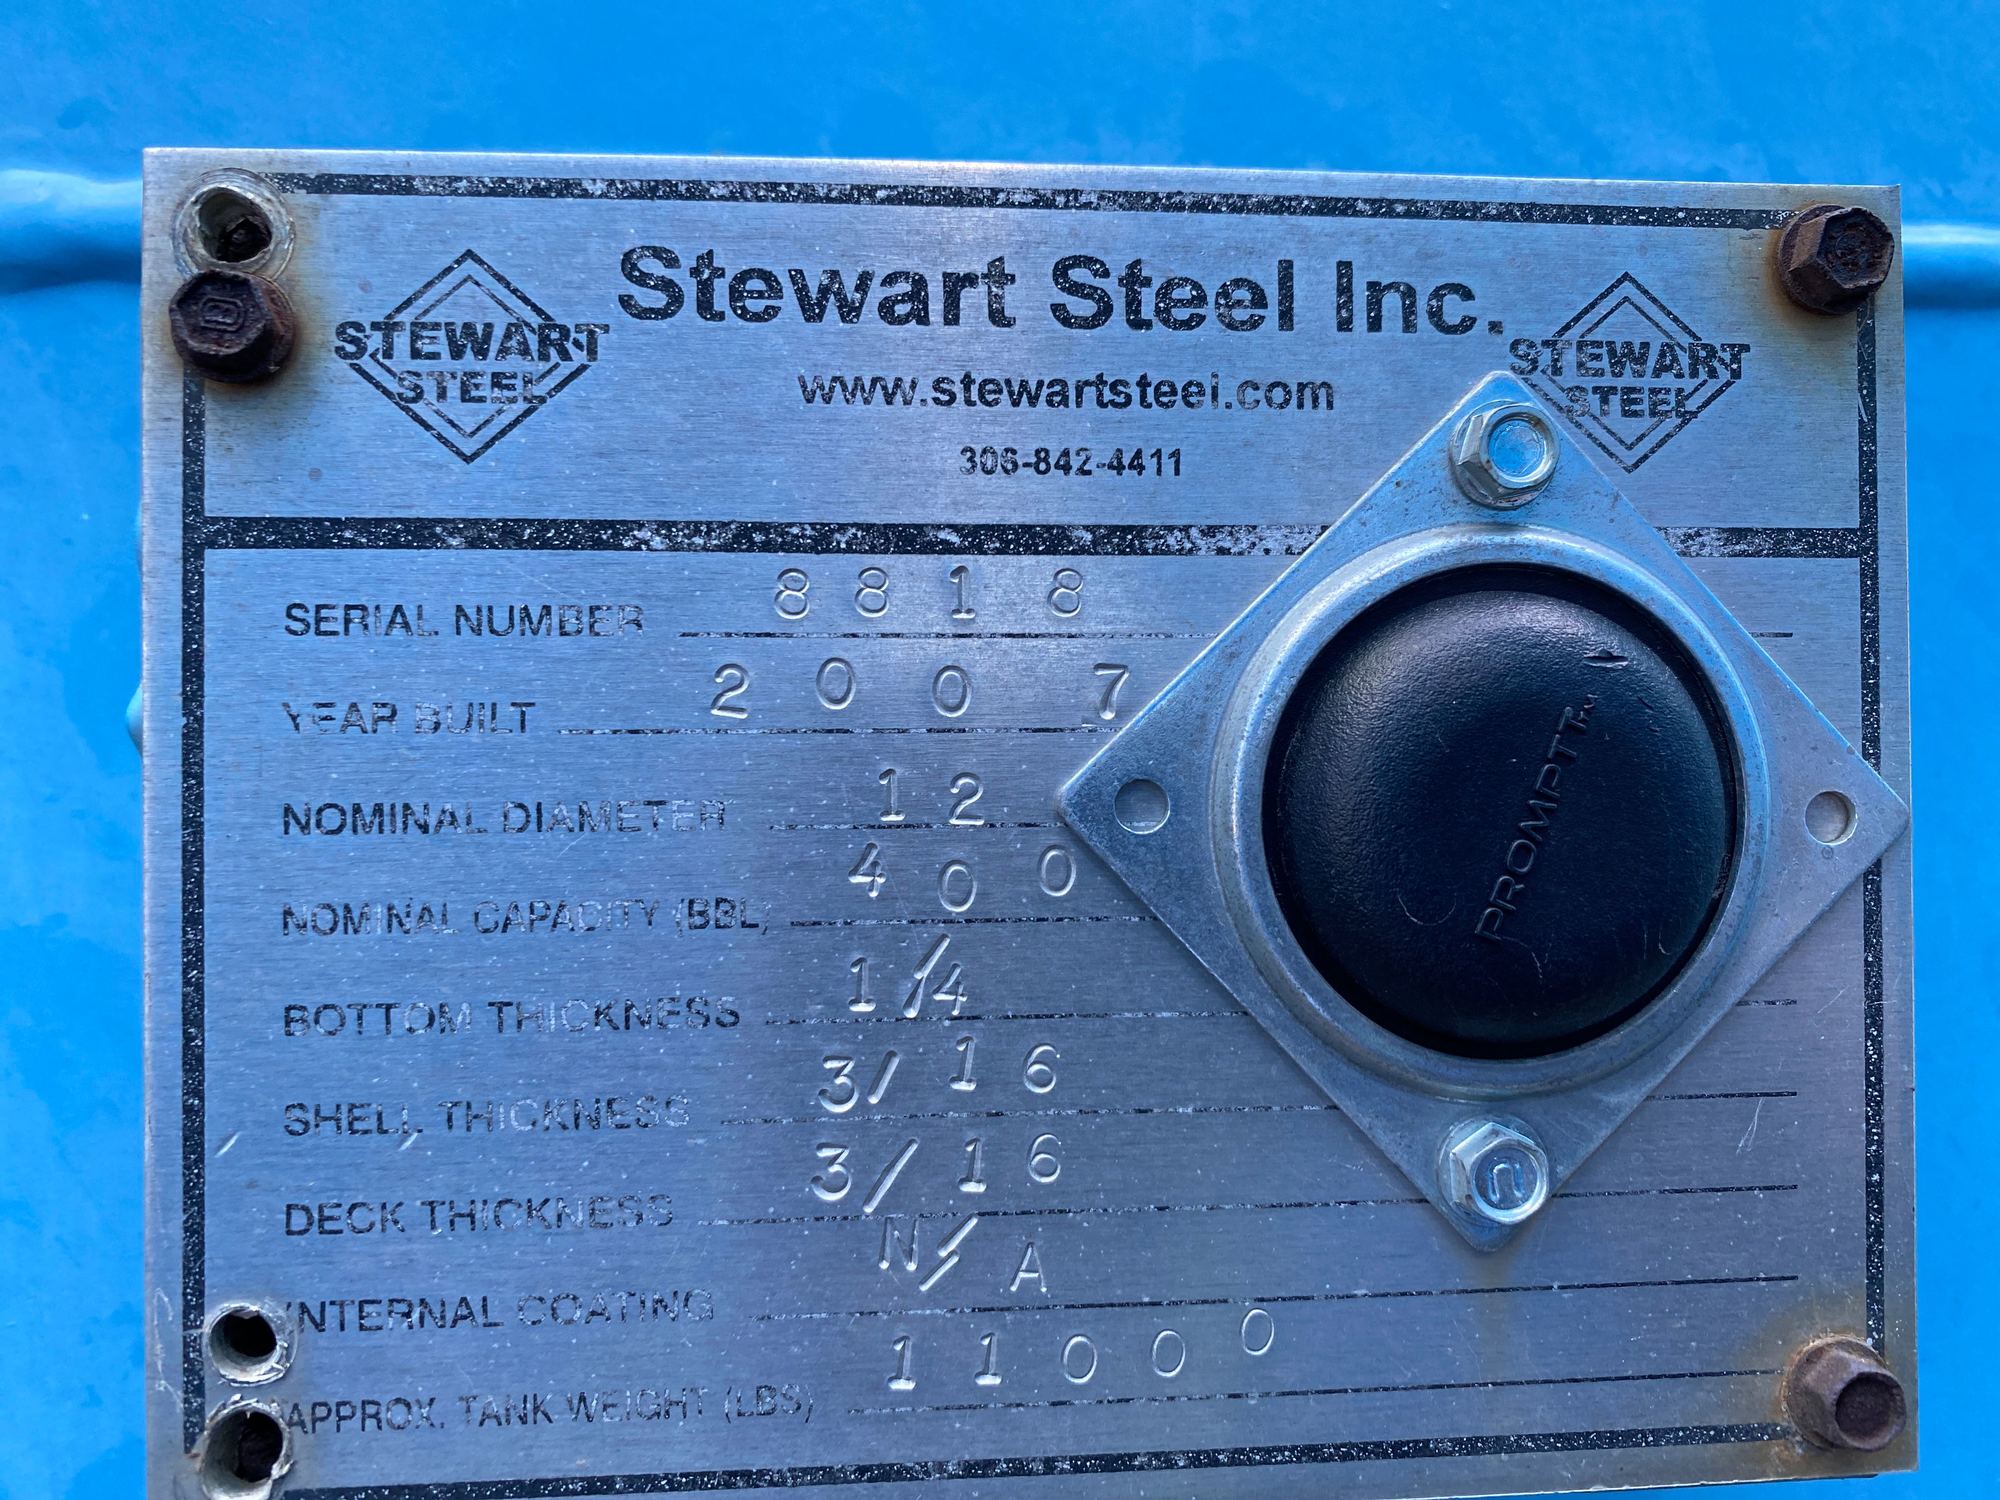 Stewart Steel Inc.
STEWART
STEEL
STEWART
STEEL
www.stewartsteel.com
306-842-4411
SERIAL NUMBER 8818
YEAR BUILT 2007
NOMINAL DIAMETER 12
NOMINAL CAPACITY (BBL) 400
BOTTOM THICKNESS 1/4
SHELL THICKNESS 3/16
DECK THICKNESS 3/16
INTERNAL COATING N/A
APPROX. TANK WEIGHT (LBS) 11000
PROMPTT™